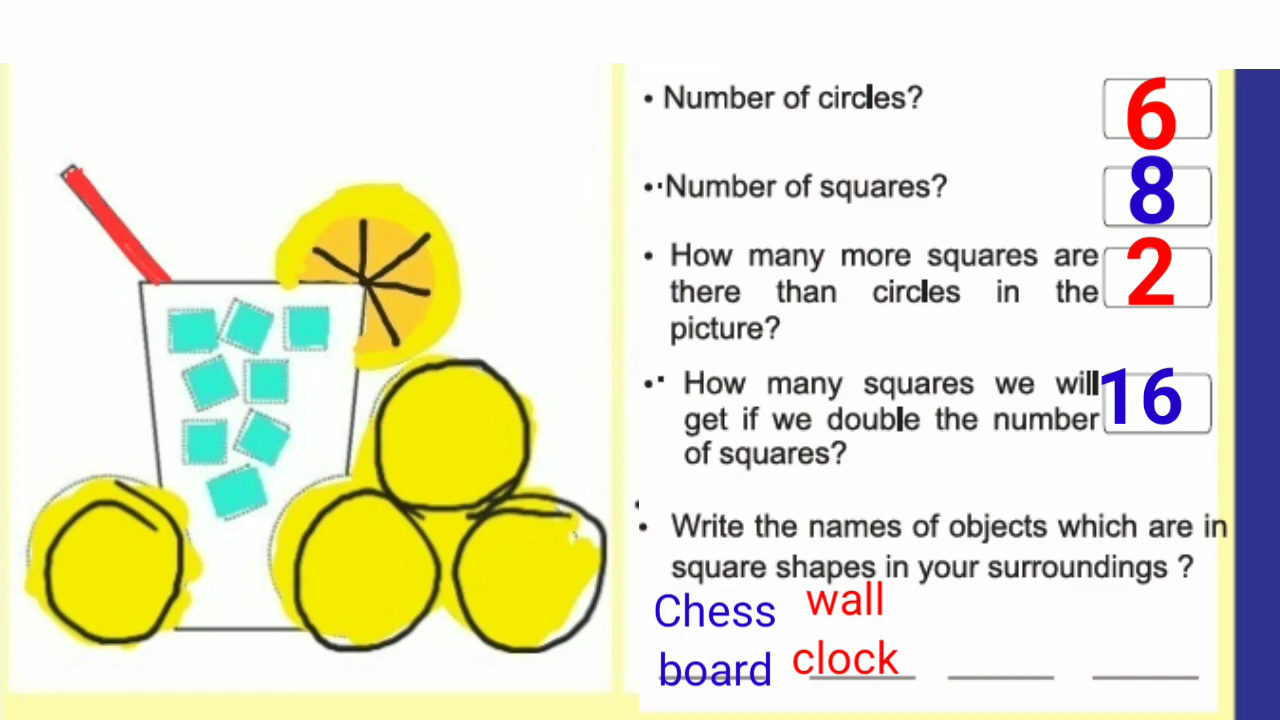 • Number of circles? 6
• Number of squares? 8
• How many more squares are
there than circles in the 2
picture?
• How many squares we will
get if we double the number 16
of squares?
• Write the names of objects which are in
square shapes in your surroundings ?
Chess wall
board clock